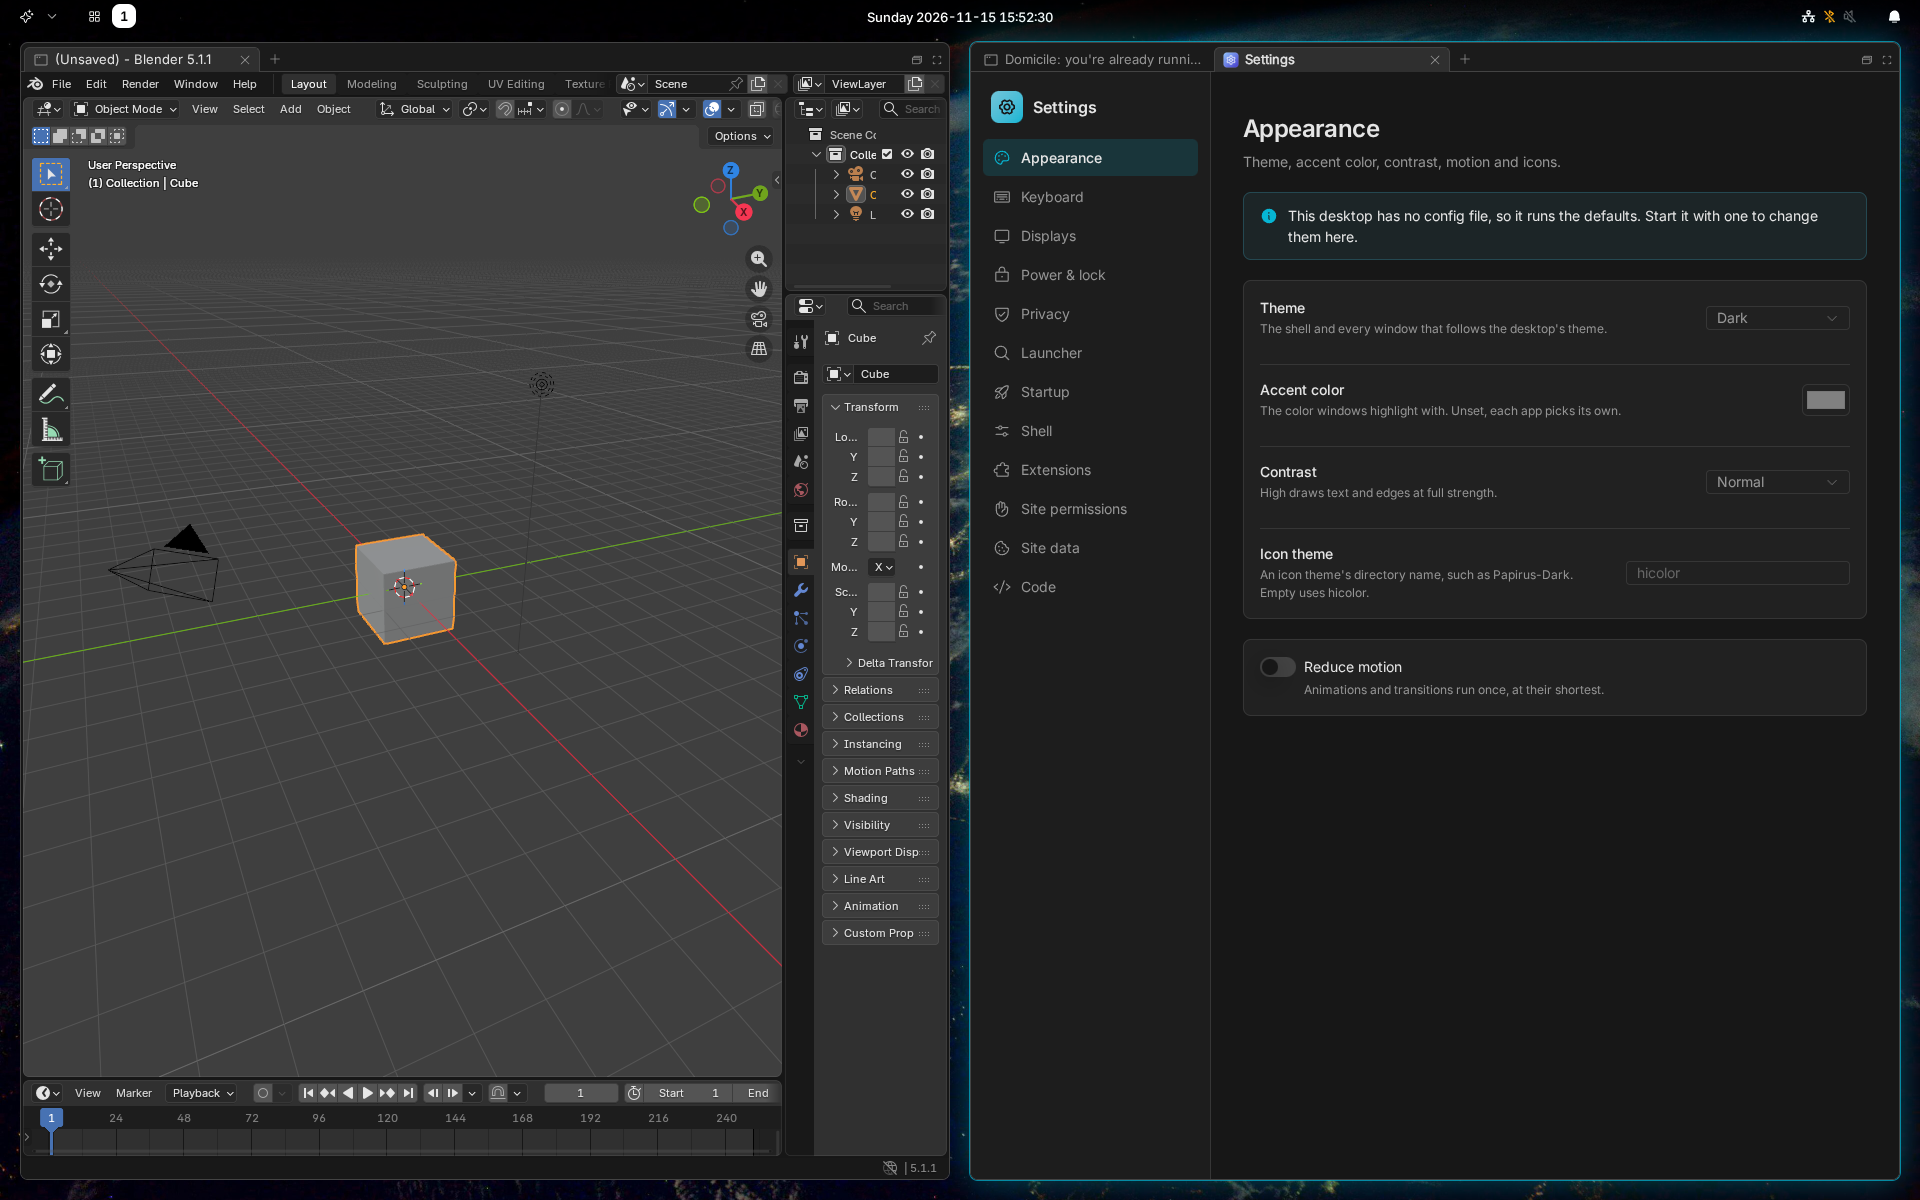 1
Sunday 2026-11-15 15:52:30
(Unsaved) - Blender 5.1.1
File Edit Render Window Help
Layout Modeling Sculpting UV Editing Texture
Scene
ViewLayer
Object Mode
View Select Add Object
Global
Search
Options
User Perspective
(1) Collection | Cube
Z
Y
X
Scene Cc
Colle
C
C
L
Search
Cube
Cube
Transform
Lo...
Y
Z
Ro...
Y
Z
Mo... X
Sc...
Y
Z
Delta Transfor
Relations
Collections
Instancing
Motion Paths
Shading
Visibility
Viewport Disp
Line Art
Animation
Custom Prop
View Marker Playback
1
Start 1 End
1 24 48 72 96 120 144 168 192 216 240
5.1.1
Domicile: you're already runni...
Settings
Settings
Appearance
Keyboard
Displays
Power & lock
Privacy
Launcher
Startup
Shell
Extensions
Site permissions
Site data
Code
Appearance
Theme, accent color, contrast, motion and icons.
This desktop has no config file, so it runs the defaults. Start it with one to change
them here.
Theme
The shell and every window that follows the desktop's theme.
Dark
Accent color
The color windows highlight with. Unset, each app picks its own.
Contrast
High draws text and edges at full strength.
Normal
Icon theme
An icon theme's directory name, such as Papirus-Dark.
Empty uses hicolor.
hicolor
Reduce motion
Animations and transitions run once, at their shortest.